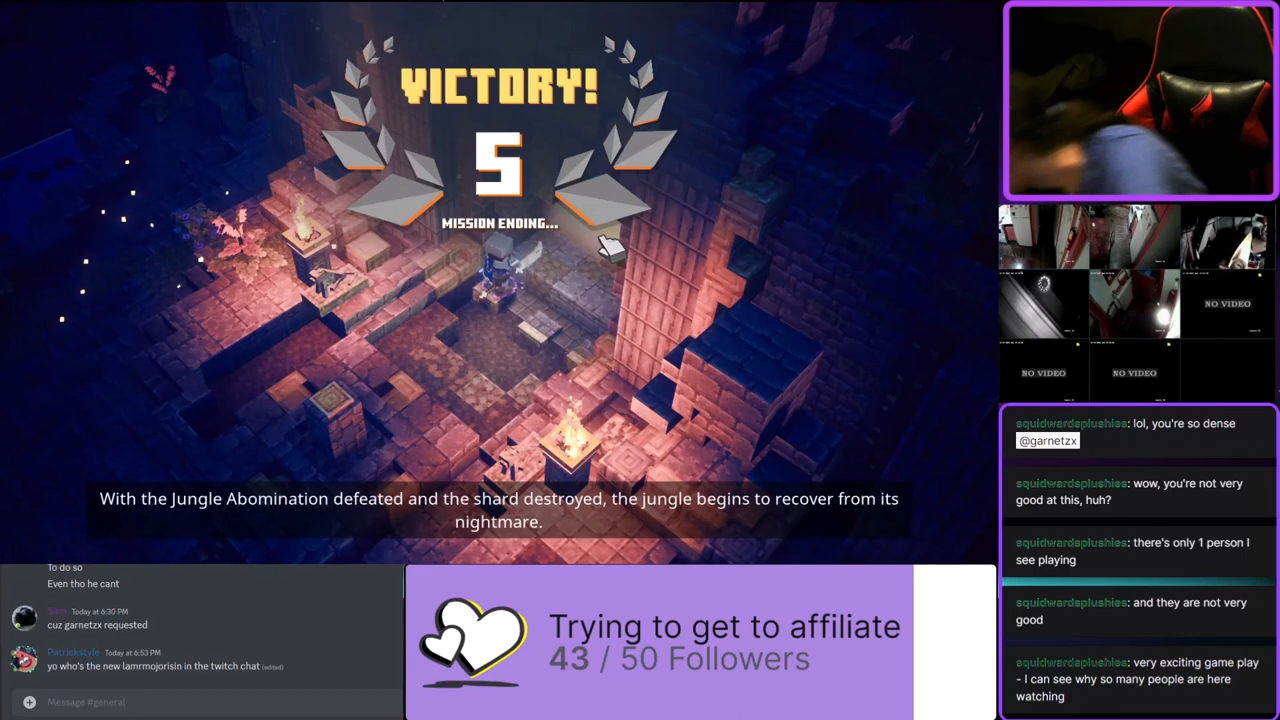 VICTORY!
5
MISSION ENDING...
With the Jungle Abomination defeated and the shard destroyed, the jungle begins to recover from its
nightmare.
NO VIDEO
NO VIDEO
NO VIDEO
squidwardsplushies: lol, you're so dense
@garnetzx
squidwardsplushies: wow, you're not very
good at this, huh?
squidwardsplushies: there's only 1 person I
see playing
squidwardsplushies: and they are not very
good
squidwardsplushies: very exciting game play
- I can see why so many people are here
watching
To do so
Even tho he cant
Today at 6:30 PM
cuz garnetzx requested
Patrickstyle Today at 6:53 PM
yo who's the new lamrmojorisin in the twitch chat (edited)
Message #general
Trying to get to affiliate
43 / 50 Followers